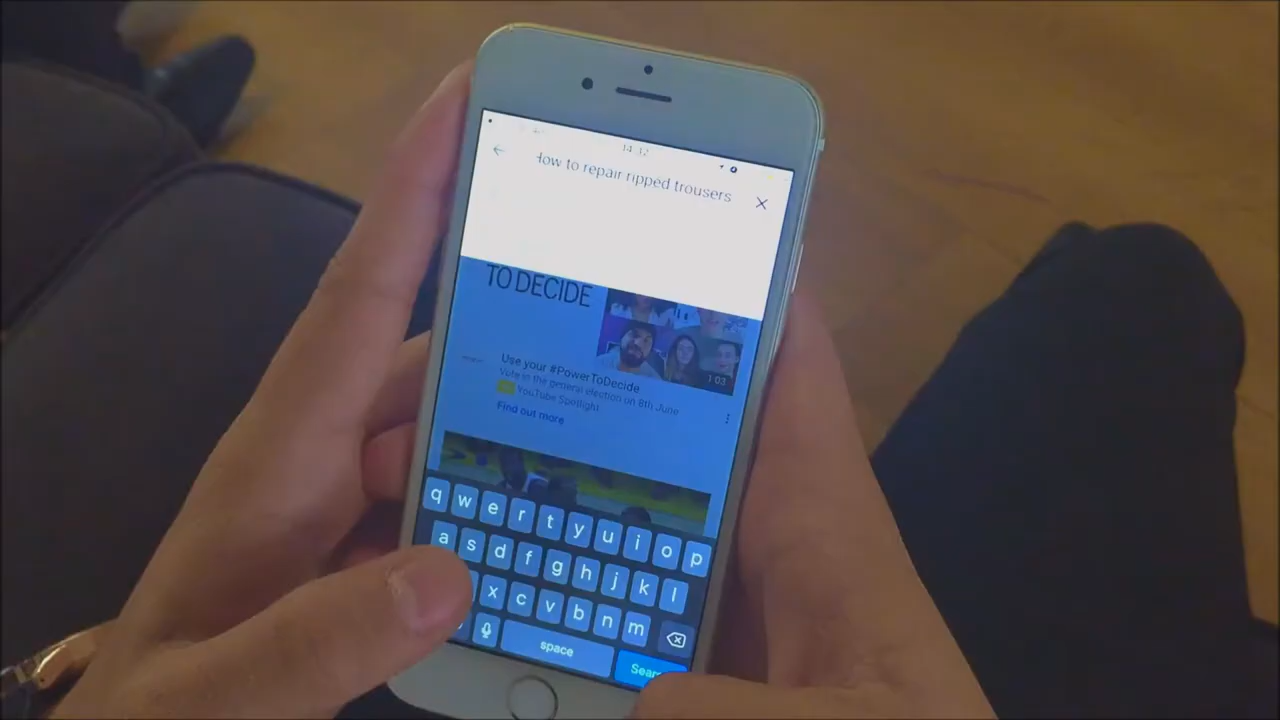 14:32
How to repair ripped trousers
TO DECIDE
1:03
Use your #PowerToDecide
Vote in the general election on 8th June
YouTube Spotlight
Find out more
q w e r t y u i o p
a s d f g h j k l
x c v b n m
space
Sear